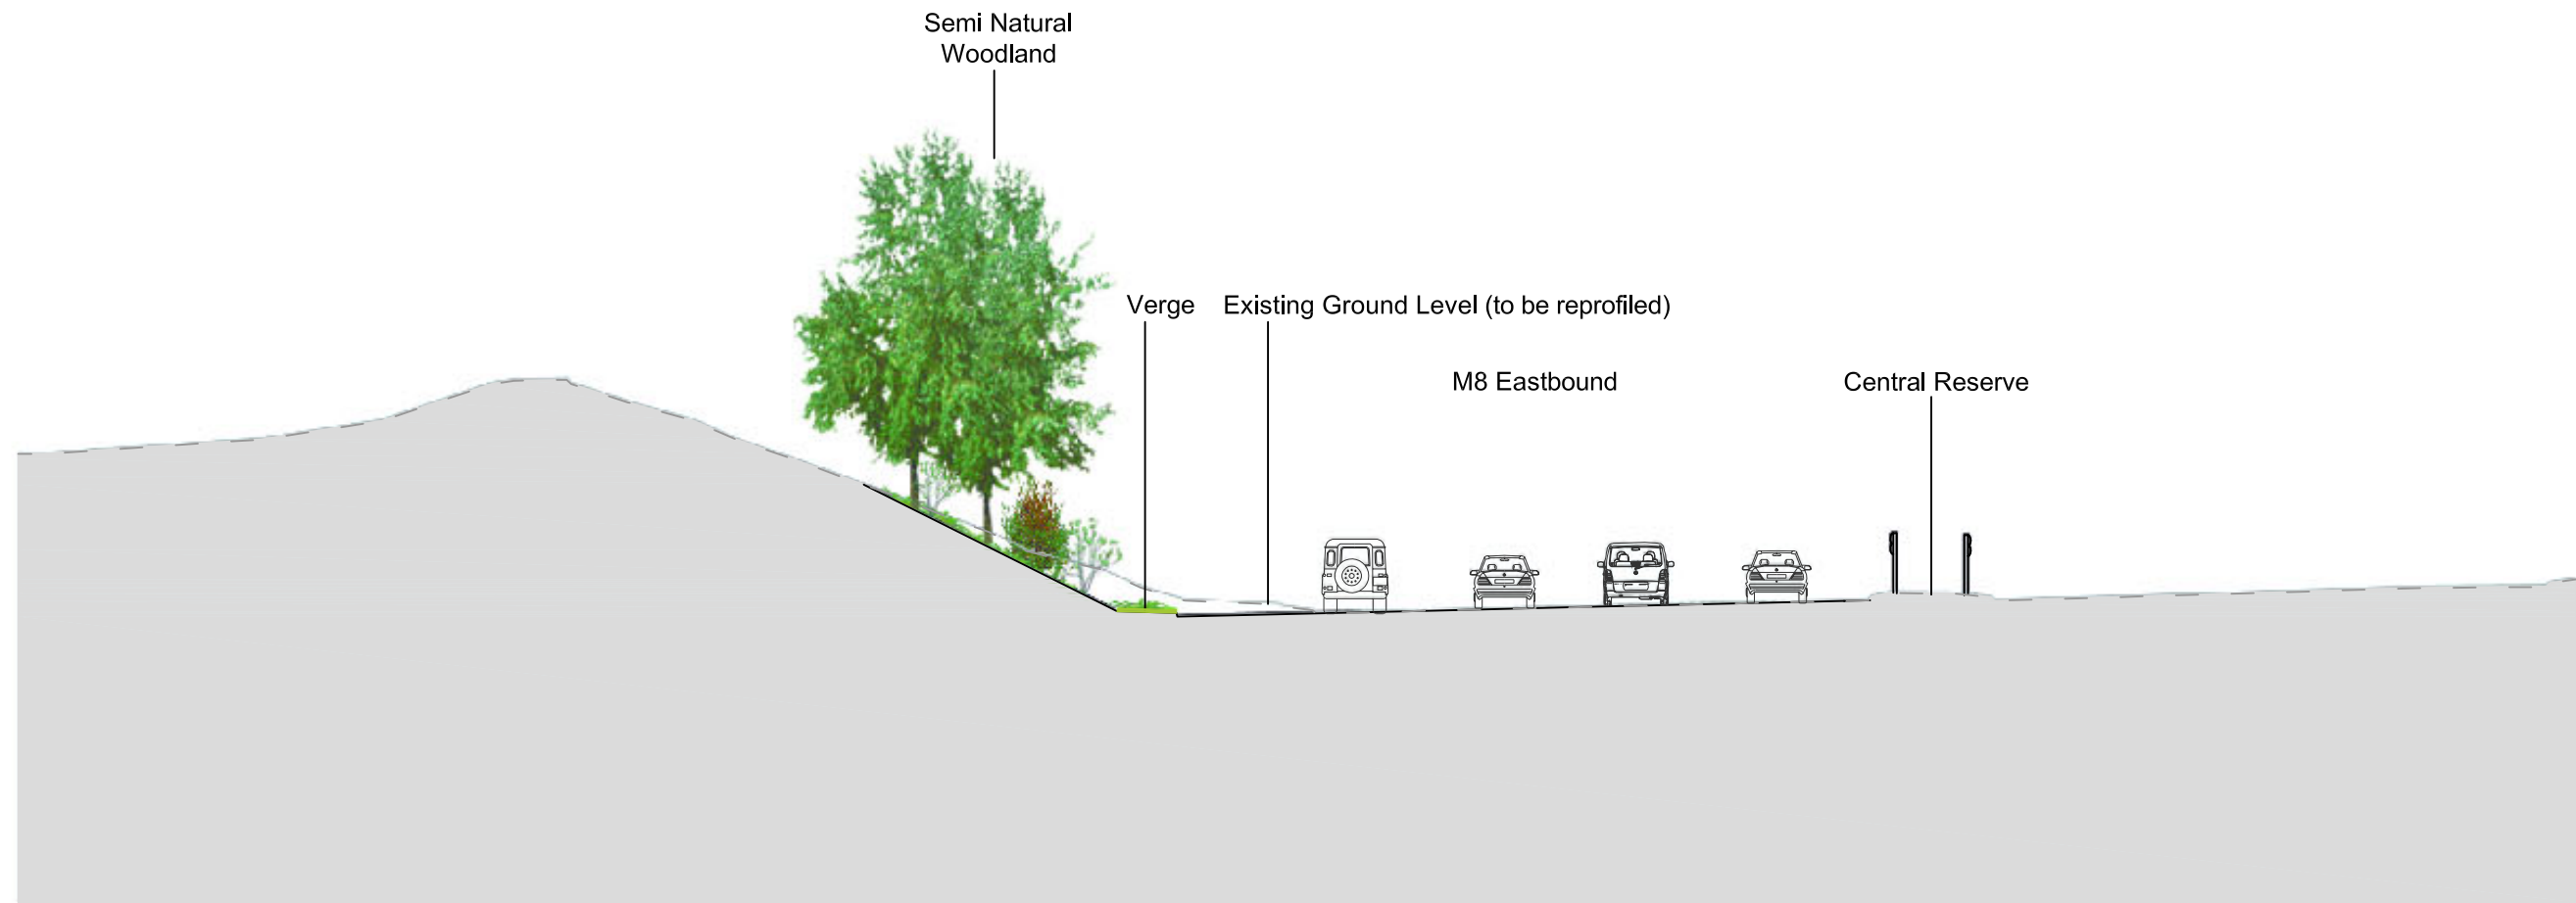 Semi Natural
Woodland
Verge
Existing Ground Level (to be reprofiled)
M8 Eastbound
Central Reserve